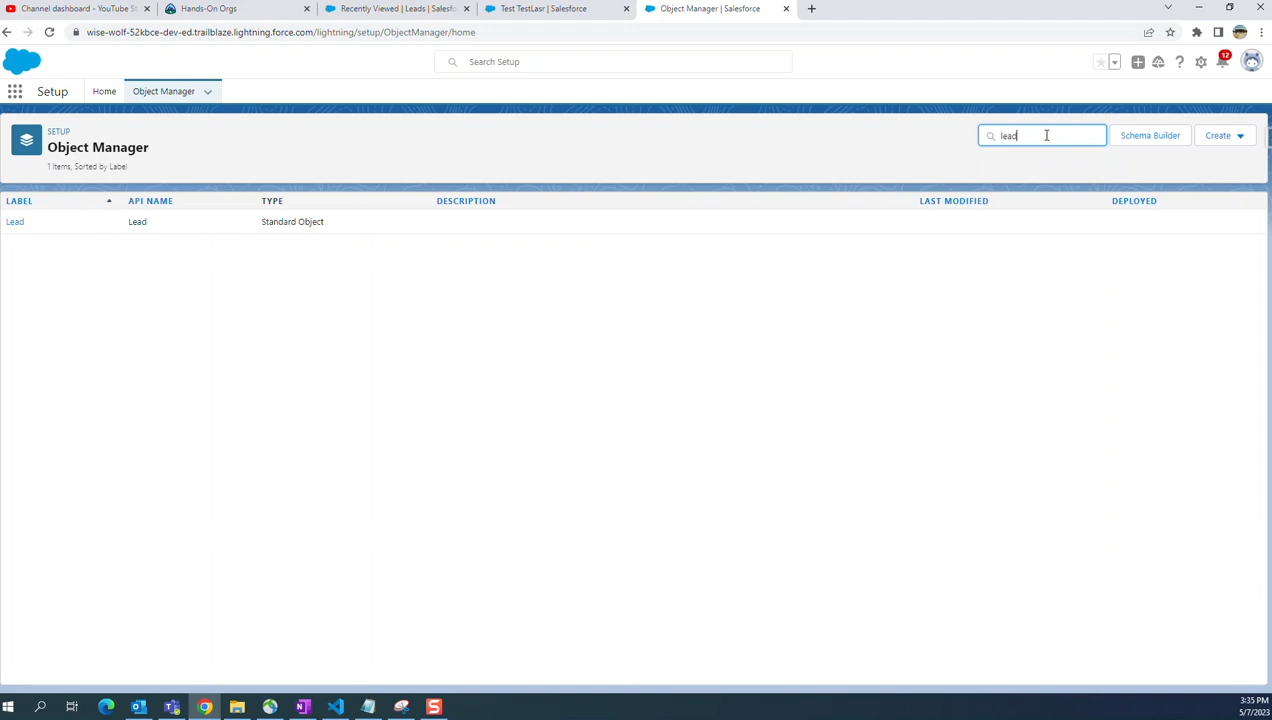 Channel dashboard - YouTube St
Hands-On Orgs
Recently Viewed | Leads | Salesfo
Test TestLasr | Salesforce
Object Manager | Salesforce
wise-wolf-52kbce-dev-ed.trailblaze.lightning.force.com/lightning/setup/ObjectManager/home
Search Setup
12
Setup
Home
Object Manager
SETUP
Object Manager
1 Items, Sorted by Label
lead
Schema Builder
Create
LABEL API NAME TYPE DESCRIPTION LAST MODIFIED DEPLOYED
Lead Lead Standard Object
3:35 PM
5/7/2023